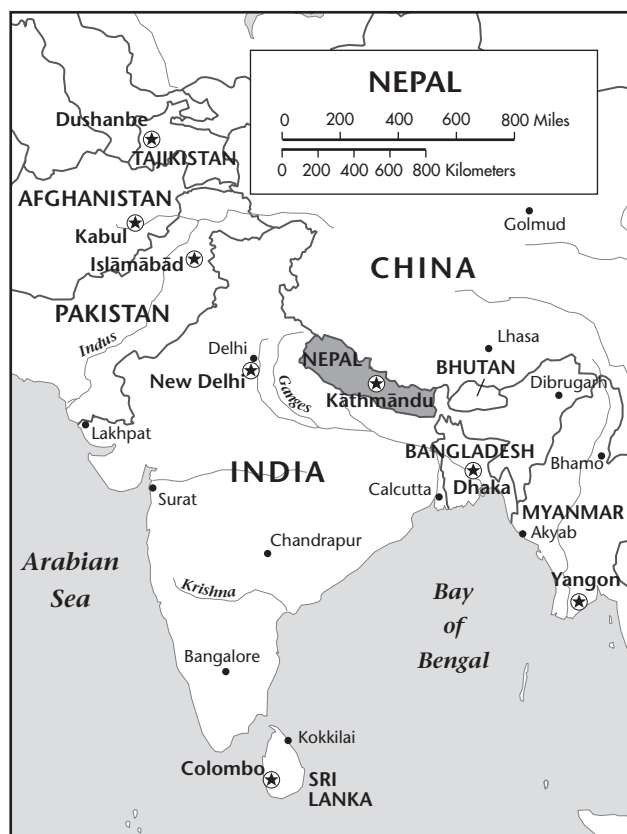 NEPAL
0 200 400 600 800 Miles
0 200 400 600 800 Kilometers
Dushanbe
TAJIKISTAN
AFGHANISTAN
Kabul
Islāmābād
Golmud
CHINA
PAKISTAN
Indus
Delhi
New Delhi
NEPAL
Ganges
Kāthmāndu
Lhasa
BHUTAN
Dibrugarh
Lakhpat
BANGLADESH
Dhaka
Bhamo
INDIA
Surat
Calcutta
MYANMAR
Akyab
Chandrapur
Arabian
Sea
Krishna
Yangon
Bay
of
Bengal
Bangalore
Kokkilai
Colombo
SRI
LANKA